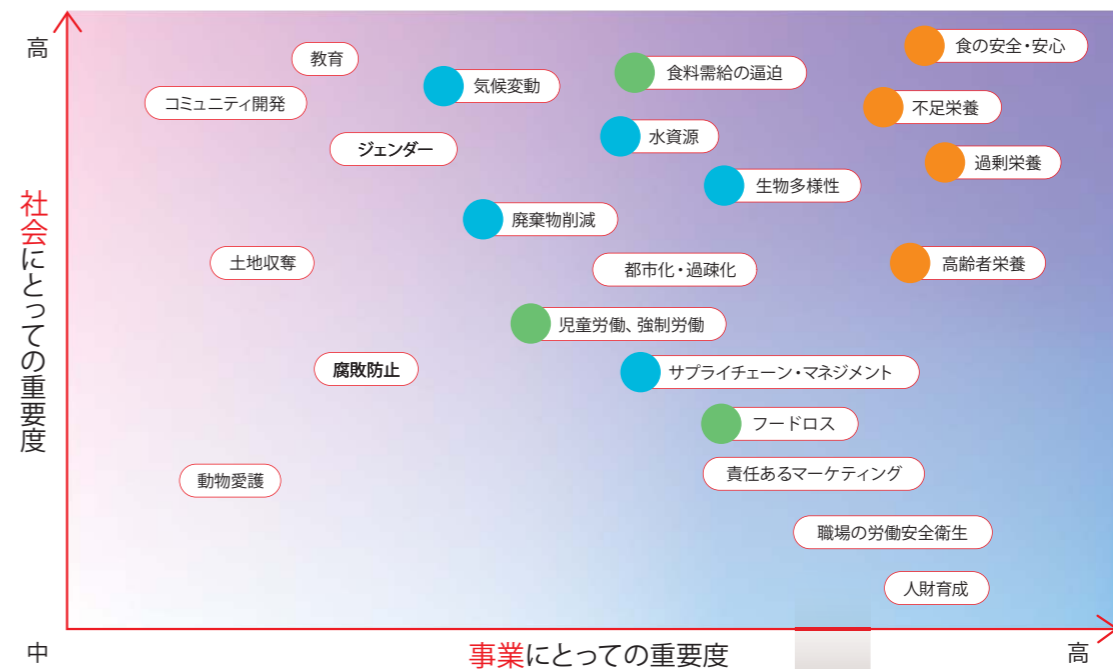 高
食の安全・安心
教育
食料需給の逼迫
気候変動
コミュニティ開発
不足栄養
水資源
ジェンダー
過剰栄養
生物多様性
廃棄物削減
土地収奪
都市化・過疎化
高齢者栄養
児童労働、強制労働
腐敗防止
サプライチェーン・マネジメント
フードロス
責任あるマーケティング
動物愛護
職場の労働安全衛生
人財育成
社会にとっての重要度
中
事業にとっての重要度
高